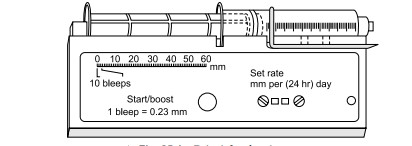 0 10 20 30 40 50 60
mm
10 bleeps
Start/boost
1 bleep = 0.23 mm
Set rate
mm per (24 hr) day